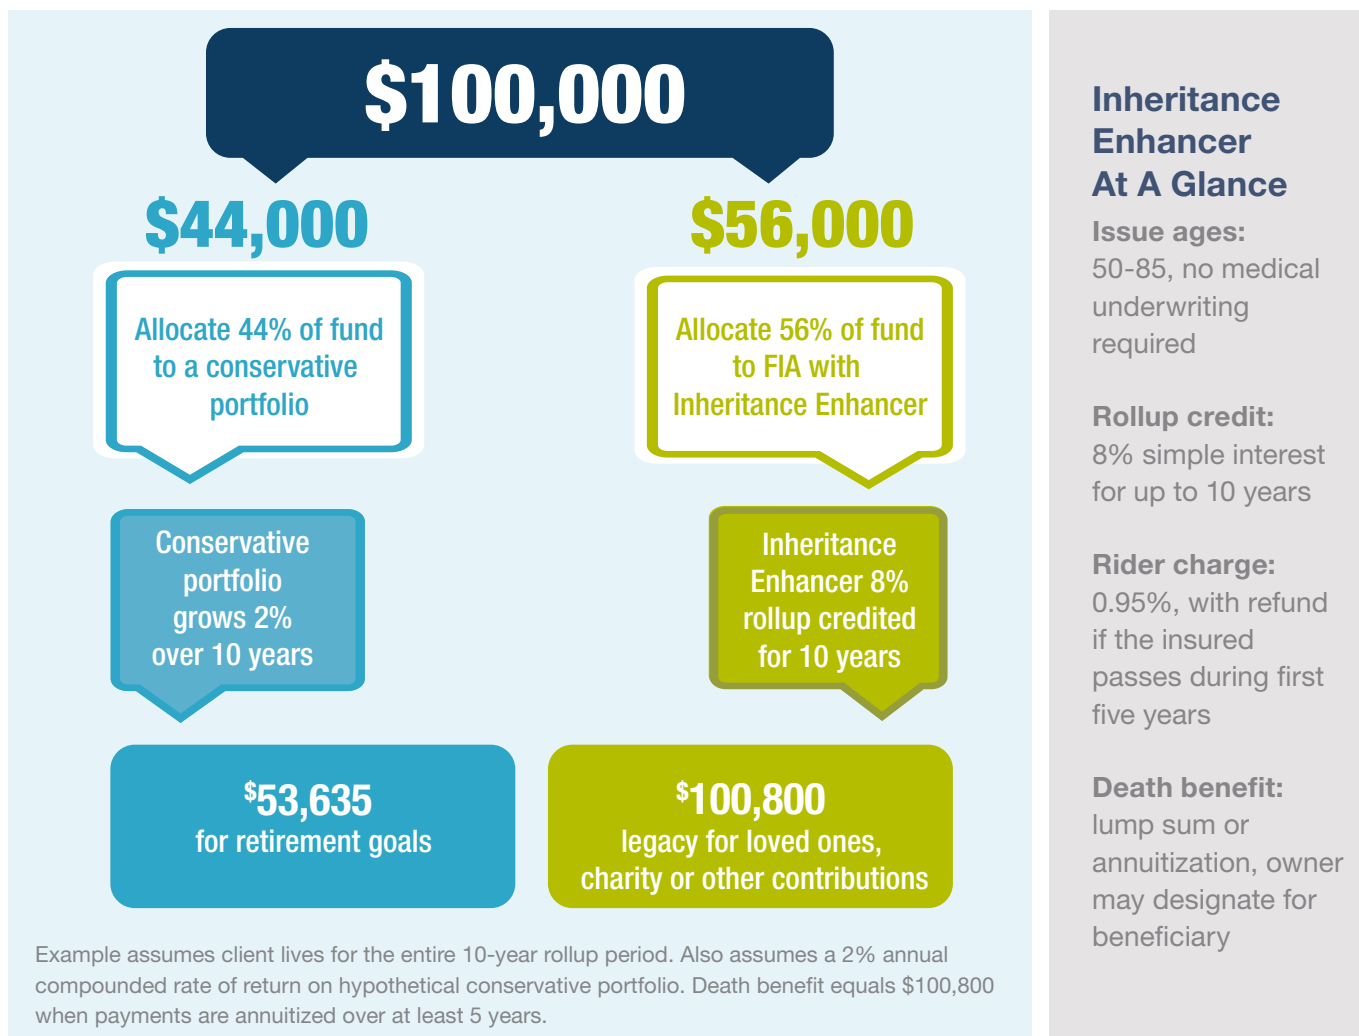 $100,000
$44,000
Allocate 44% of fund
to a conservative
portfolio
Conservative
portfolio
grows 2%
over 10 years
$53,635
for retirement goals
$56,000
Allocate 56% of fund
to FIA with
Inheritance Enhancer
Inheritance
Enhancer 8%
rollup credited
for 10 years
$100,800
legacy for loved ones,
charity or other contributions
Example assumes client lives for the entire 10-year rollup period. Also assumes a 2% annual
compounded rate of return on hypothetical conservative portfolio. Death benefit equals $100,800
when payments are annuitized over at least 5 years.
Inheritance
Enhancer
At A Glance
Issue ages:
50-85, no medical
underwriting
required
Rollup credit:
8% simple interest
for up to 10 years
Rider charge:
0.95%, with refund
if the insured
passes during first
five years
Death benefit:
lump sum or
annuitization, owner
may designate for
beneficiary